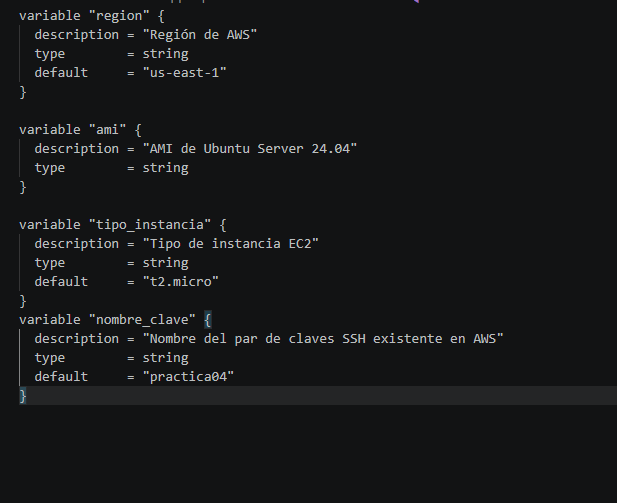 variable "region" {
  description = "Región de AWS"
  type        = string
  default     = "us-east-1"
}

variable "ami" {
  description = "AMI de Ubuntu Server 24.04"
  type        = string
}

variable "tipo_instancia" {
  description = "Tipo de instancia EC2"
  type        = string
  default     = "t2.micro"
}
variable "nombre_clave" {
  description = "Nombre del par de claves SSH existente en AWS"
  type        = string
  default     = "practica04"
}